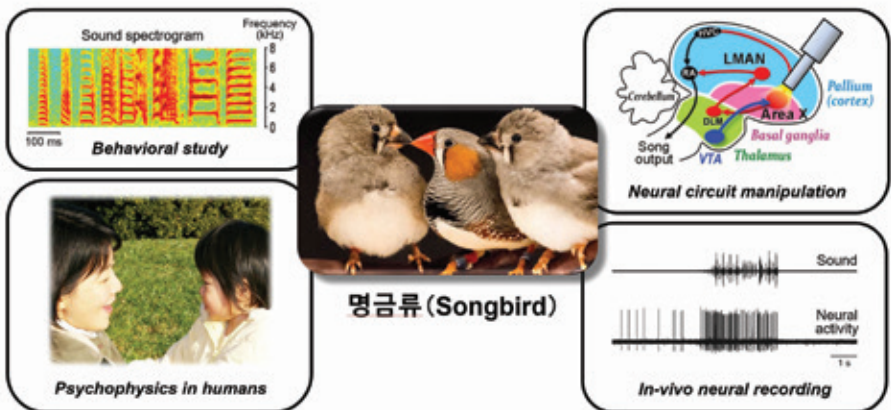 Sound spectrogram
Frequency
(kHz)
8
6
4
2
0
100 ms
Behavioral study
HVC
LMAN
RA
Pallium
(cortex)
Cerebellum
Area X
DLM
Basal ganglia
Song
output
VTA
Thalamus
Neural circuit manipulation
명금류(Songbird)
Psychophysics in humans
Sound
Neural
activity
1 s
In-vivo neural recording